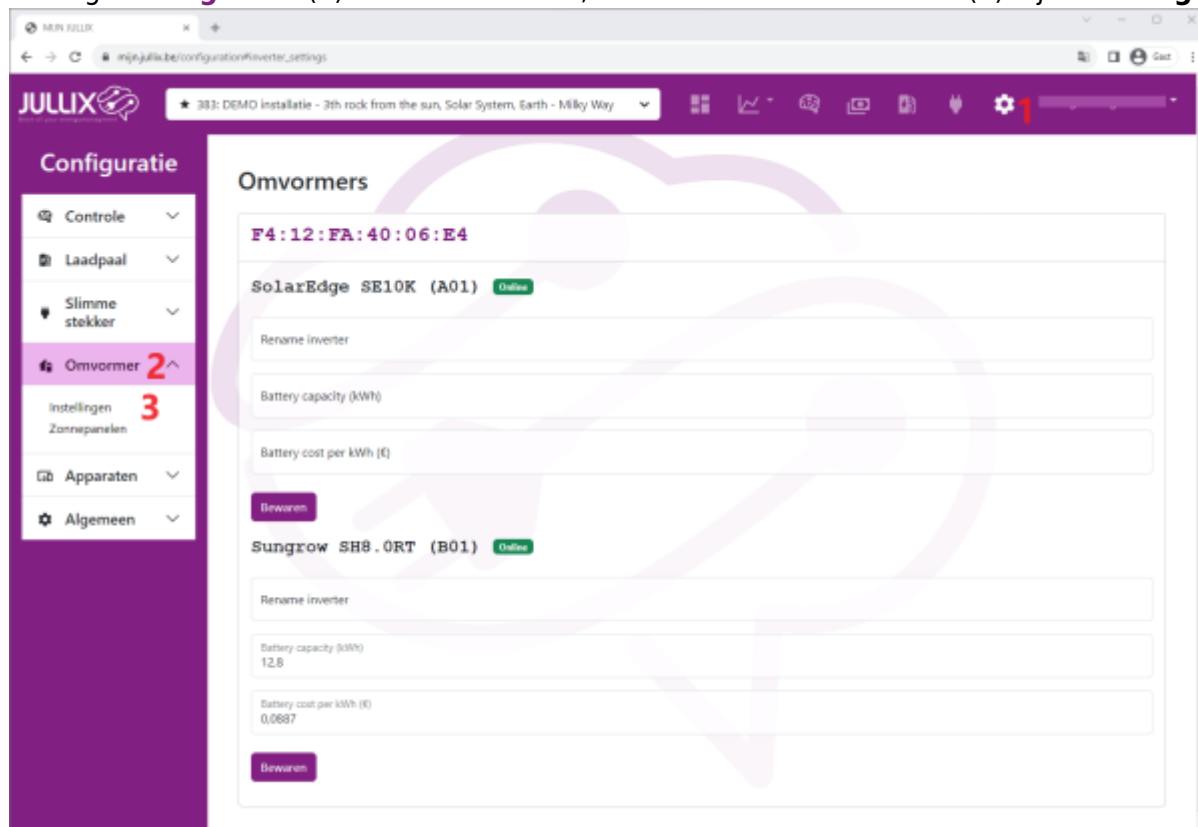 MIJN JULLIX
mijn.jullix.be/configuration#inverter_settings
Gast
JULLIX
★ 383: DEMO installatie - 3th rock from the sun, Solar System, Earth - Milky Way
1
Configuratie
Controle
Laadpaal
Slimme
stekker
Omvormer 2
Instellingen 3
Zonnepanelen
Apparaten
Algemeen
Omvormers
F4:12:FA:40:06:E4
SolarEdge SE10K (A01) Online
Rename inverter
Battery capacity (kWh)
Battery cost per kWh (€)
Bewaren
Sungrow SH8.0RT (B01) Online
Rename inverter
Battery capacity (kWh)
12,8
Battery cost per kWh (€)
0,0887
Bewaren